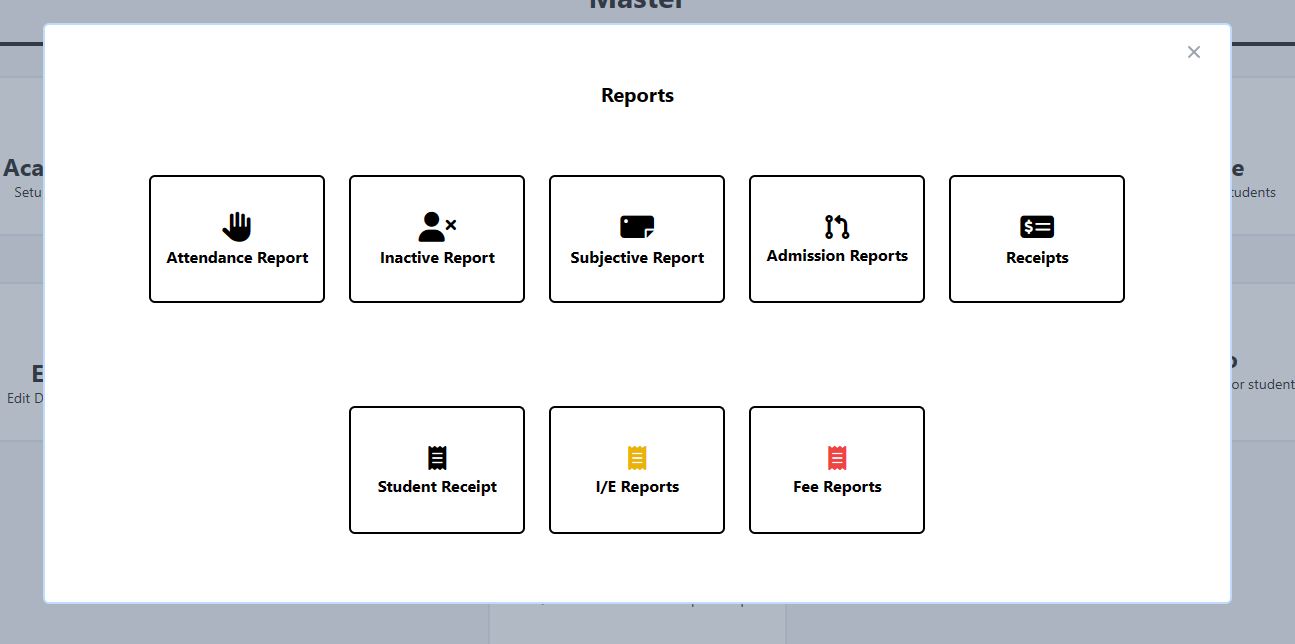 Master
Reports
Aca
Setu
e
tudents
Attendance Report
Inactive Report
Subjective Report
Admission Reports
Receipts
E
Edit D
or student
Student Receipt
I/E Reports
Fee Reports